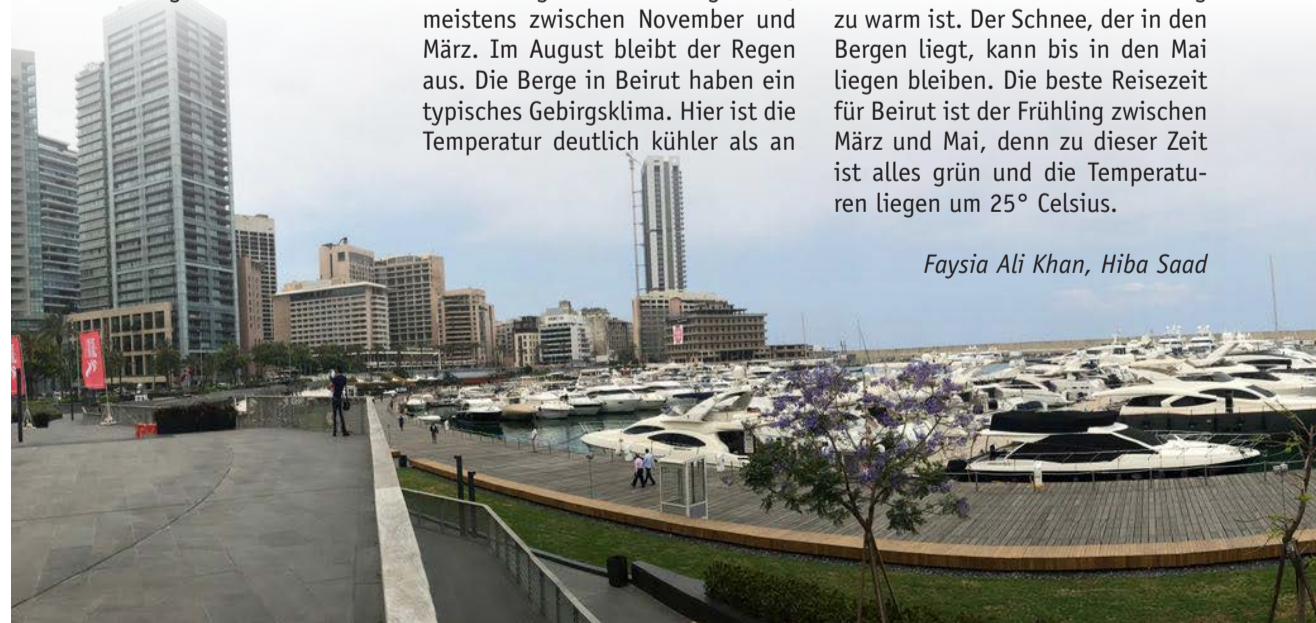 meistens zwischen November und
März. Im August bleibt der Regen
aus. Die Berge in Beirut haben ein
typisches Gebirgsklima. Hier ist die
Temperatur deutlich kühler als an
zu warm ist. Der Schnee, der in den
Bergen liegt, kann bis in den Mai
liegen bleiben. Die beste Reisezeit
für Beirut ist der Frühling zwischen
März und Mai, denn zu dieser Zeit
ist alles grün und die Temperatu-
ren liegen um 25° Celsius.
Faysia Ali Khan, Hiba Saad